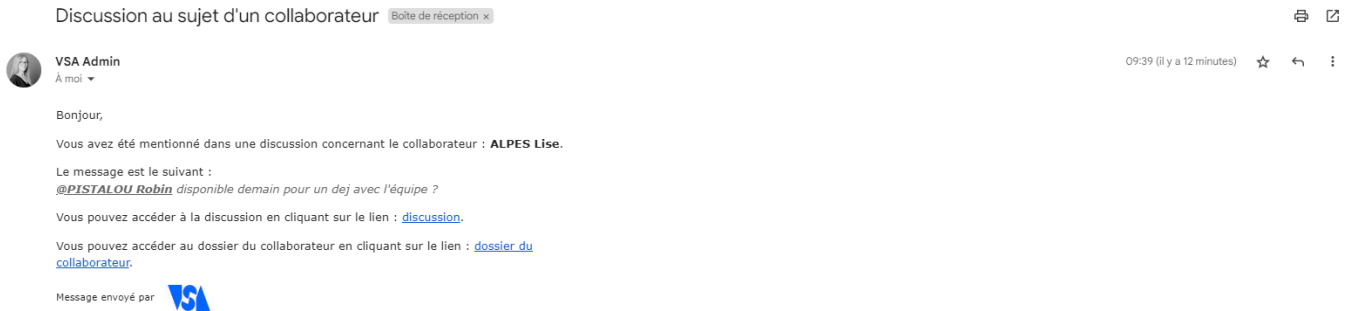 Discussion au sujet d'un collaborateur Boîte de réception ×
VSA Admin
09:39 (il y a 12 minutes)
À moi
Bonjour,
Vous avez été mentionné dans une discussion concernant le collaborateur : ALPES Lise.
Le message est le suivant :
@PISTALOU Robin disponible demain pour un dej avec l'équipe ?
Vous pouvez accéder à la discussion en cliquant sur le lien : discussion.
Vous pouvez accéder au dossier du collaborateur en cliquant sur le lien : dossier du
collaborateur.
Message envoyé par VSA